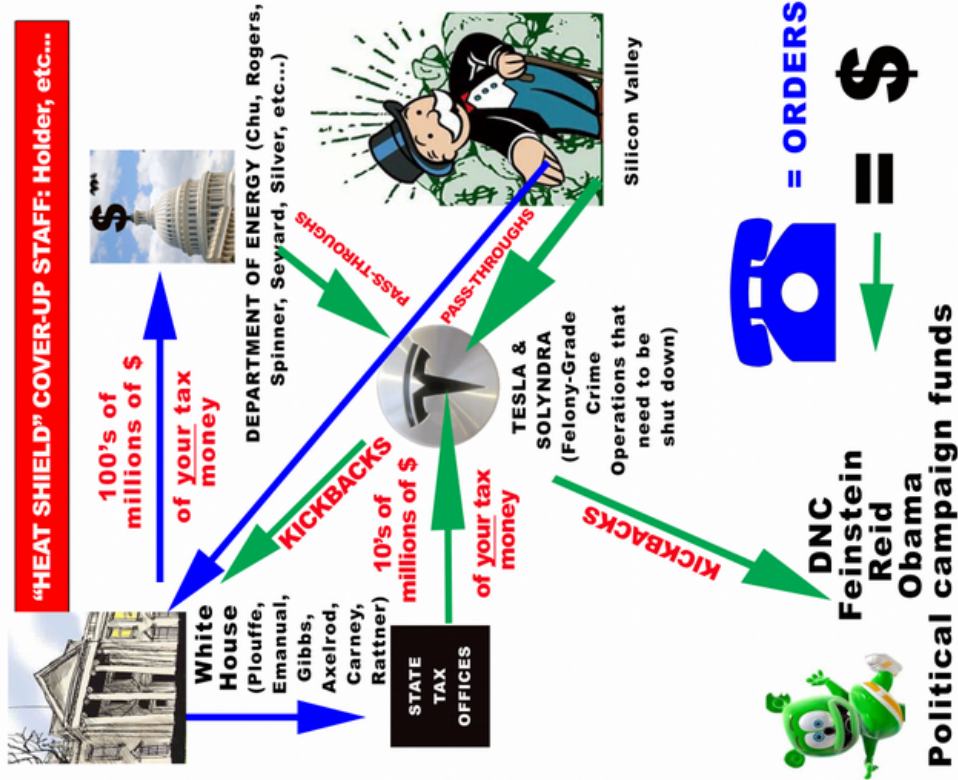 “HEAT SHIELD” COVER-UP STAFF: Holder, etc...
100's of
millions of $
of your tax
money
$
DEPARTMENT OF ENERGY (Chu, Rogers,
Spinner, Seward, Silver, etc...)
White
House
(Plouffe,
Emanual,
Gibbs,
Axelrod,
Carney,
Rattner)
KICKBACKS
PASS-THROUGHS
PASS-THROUGHS
Silicon Valley
STATE
TAX
OFFICES
10's of
millions of $
of your tax
money
TESLA &
SOLYNDRA
(Felony-Grade
Crime
Operations that
need to be
shut down)
KICKBACKS
= ORDERS
= $
DNC
Feinstein
Reid
Obama
Political campaign funds